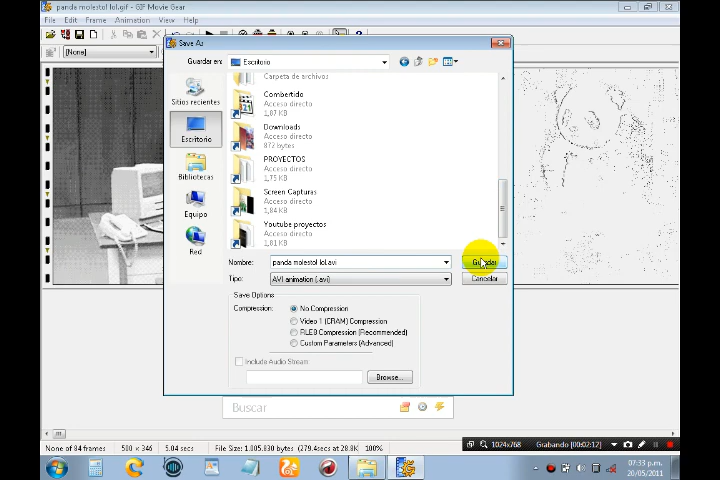 panda molestol lol.gif - GIF Movie Gear
File Edit Frame Animation View Help
[None]
Save As
Guardar en:
Escritorio
Sitios recientes
Escritorio
Bibliotecas
Equipo
Red
Carpeta de archivos
Combertido
Acceso directo
1,87 KB
Downloads
Acceso directo
872 bytes
PROYECTOS
Acceso directo
1,75 KB
Screen Capturas
Acceso directo
1,84 KB
Youtube proyectos
Acceso directo
1,81 KB
Nombre:
panda molestol lol.avi
Guardar
Tipo:
AVI animation (.avi)
Cancelar
Save Options
Compression:
No Compression
Video 1 (CRAM) Compression
RLE8 Compression (Recommended)
Custom Parameters (Advanced)
Include Audio Stream
Browse...
Buscar
None of 84 frames
580 × 346
5.04 secs
File Size: 1.005.830 bytes (279.4secs at 28.8K
100%
1024x768
Grabando [00:02:12]
07:33 p.m.
20/05/2011